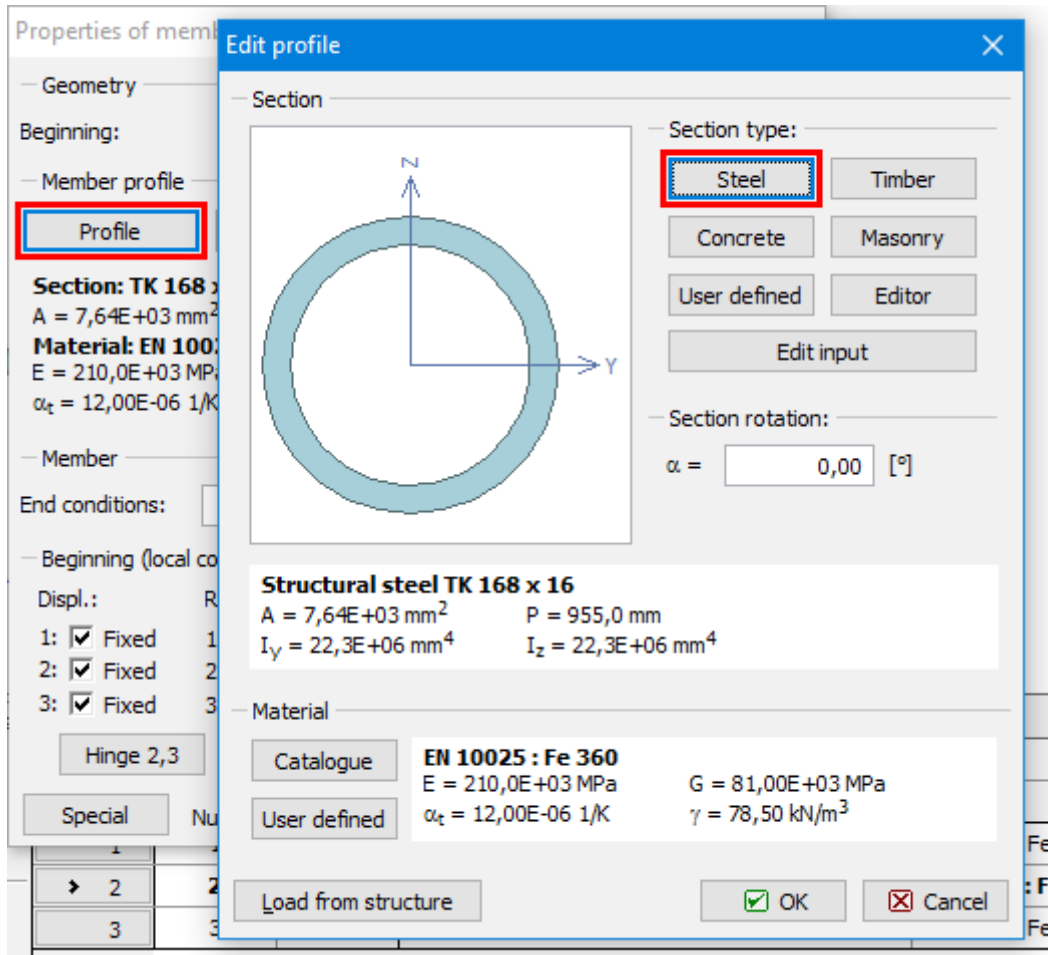 Properties of memb
Geometry
Beginning:
Member profile
Profile
Section: TK 168 x
A = 7,64E+03 mm²
Material: EN 1002
E = 210,0E+03 MPa
αt = 12,00E-06 1/K
Member
End conditions:
Beginning (local co
Displ.:
R
1: Fixed
1
2: Fixed
2
3: Fixed
3
Hinge 2,3
Special
Nu
1
2
2
3
3
Edit profile
Section
Z
Y
Section type:
Steel
Timber
Concrete
Masonry
User defined
Editor
Edit input
Section rotation:
α = 0,00 [°]
Structural steel TK 168 x 16
A = 7,64E+03 mm² P = 955,0 mm
Iy = 22,3E+06 mm⁴ Iz = 22,3E+06 mm⁴
Material
Catalogue
User defined
EN 10025 : Fe 360
E = 210,0E+03 MPa G = 81,00E+03 MPa
αt = 12,00E-06 1/K γ = 78,50 kN/m³
Load from structure
OK
Cancel
Fe
: F
Fe